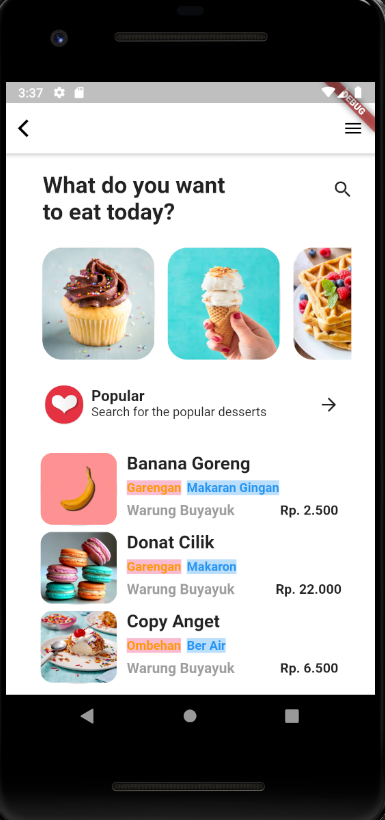 3:37
DEBUG
What do you want
to eat today?
Popular
Search for the popular desserts
Banana Goreng
Garengan Makaran Gingan
Warung Buyayuk Rp. 2.500
Donat Cilik
Garengan Makaron
Warung Buyayuk Rp. 22.000
Copy Anget
Ombehan Ber Air
Warung Buyayuk Rp. 6.500